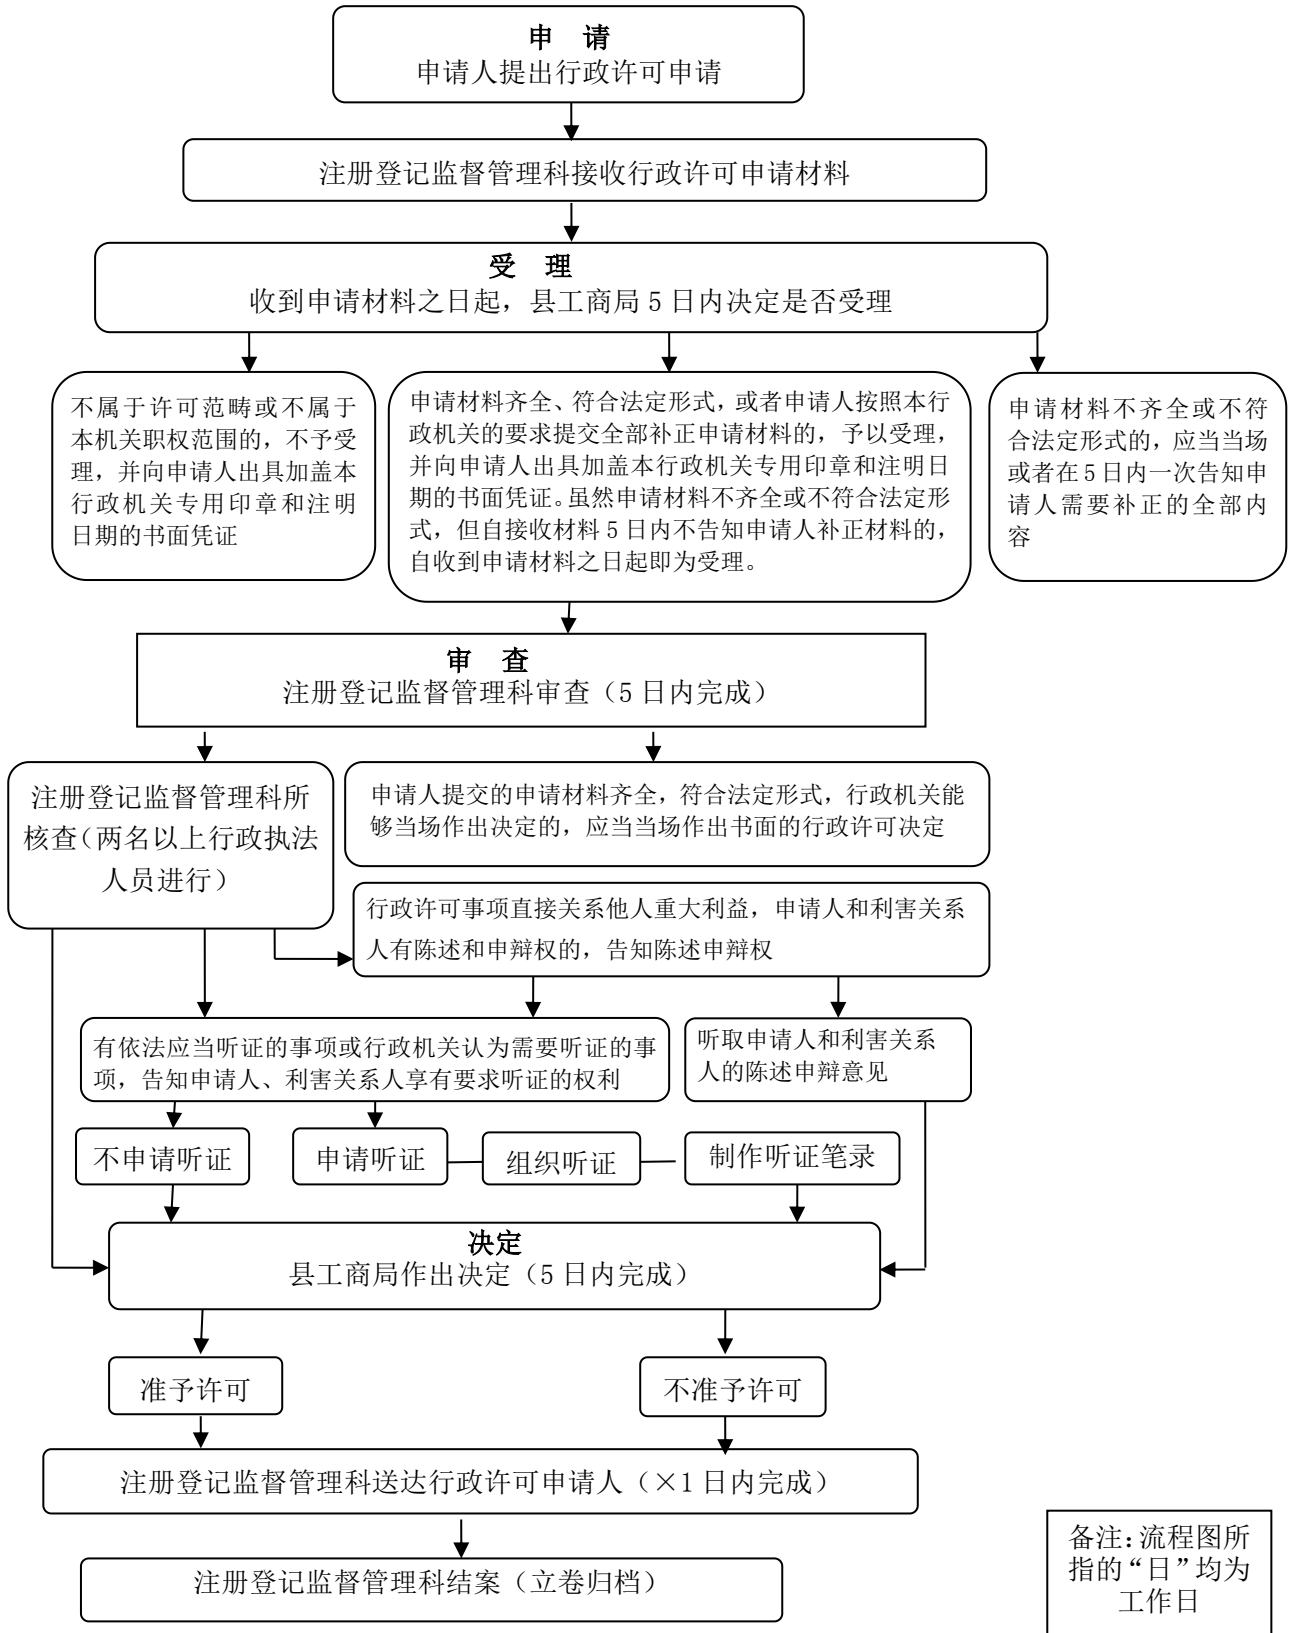 申 请
申请人提出行政许可申请
注册登记监督管理科接收行政许可申请材料
受 理
收到申请材料之日起，县工商局 5 日内决定是否受理
不属于许可范畴或不属于
本机关职权范围的，不予受
理，并向申请人出具加盖本
行政机关专用印章和注明
日期的书面凭证
申请材料齐全、符合法定形式，或者申请人按照本行
政机关的要求提交全部补正申请材料的，予以受理，
并向申请人出具加盖本行政机关专用印章和注明日
期的书面凭证。虽然申请材料不齐全或不符合法定形
式，但自接收材料 5 日内不告知申请人补正材料的，
自收到申请材料之日起即为受理。
申请材料不齐全或不符
合法定形式的，应当当场
或者在 5 日内一次告知申
请人需要补正的全部内
容
审 查
注册登记监督管理科审查（5 日内完成）
注册登记监督管理科所
核查（两名以上行政执法
人员进行）
申请人提交的申请材料齐全，符合法定形式，行政机关能
够当场作出决定的，应当当场作出书面的行政许可决定
行政许可事项直接关系他人重大利益，申请人和利害关系
人有陈述和申辩权的，告知陈述申辩权
有依法应当听证的事项或行政机关认为需要听证的事
项，告知申请人、利害关系人享有要求听证的权利
听取申请人和利害关系
人的陈述申辩意见
不申请听证
申请听证
组织听证
制作听证笔录
决定
县工商局作出决定（5 日内完成）
准予许可
不准予许可
注册登记监督管理科送达行政许可申请人（×1 日内完成）
注册登记监督管理科结案（立卷归档）
备注：流程图所
指的“日”均为
工作日